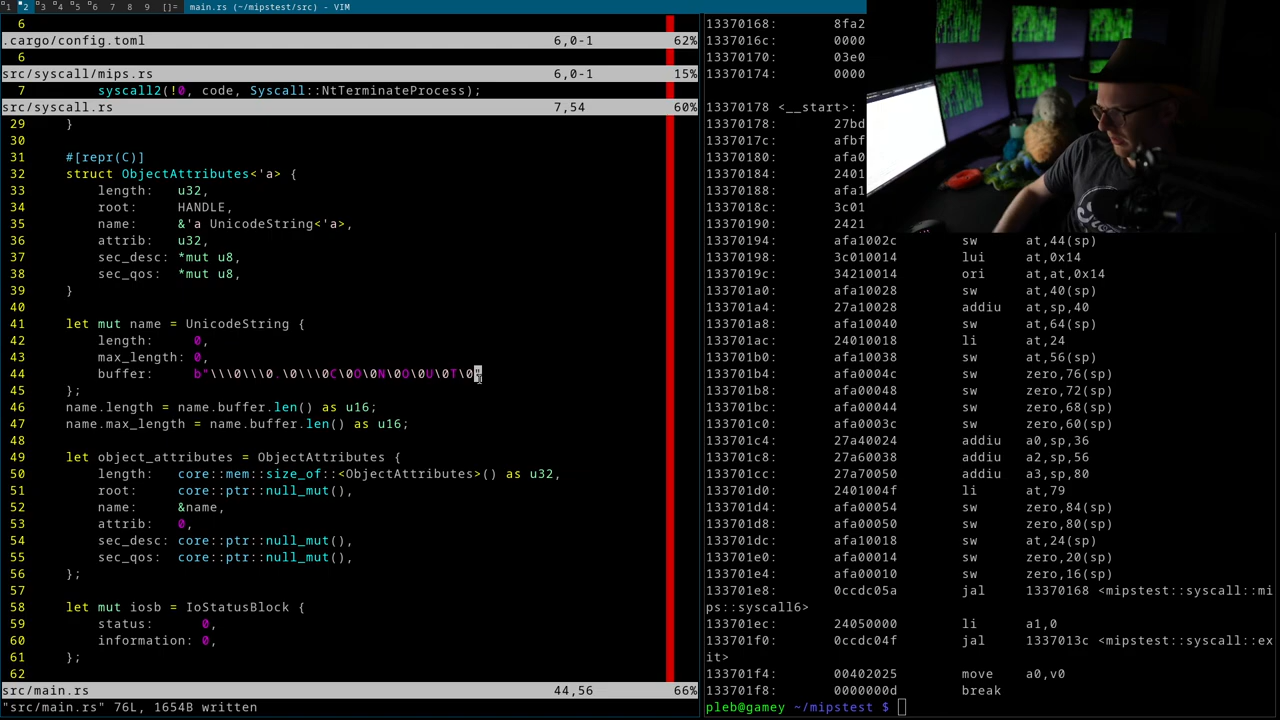 1 2 3 4 5 6 7 8 9 []= main.rs (~/mipstest/src) - VIM
6
.cargo/config.toml 6,0-1 62%
6
src/syscall/mips.rs 6,0-1 15%
7 syscall2(!0, code, Syscall::NtTerminateProcess);
src/syscall.rs 7,54 60%
29 }
30
31 #[repr(C)]
32 struct ObjectAttributes<'a> {
33 length: u32,
34 root: HANDLE,
35 name: &'a UnicodeString<'a>,
36 attrib: u32,
37 sec_desc: *mut u8,
38 sec_qos: *mut u8,
39 }
40
41 let mut name = UnicodeString {
42 length: 0,
43 max_length: 0,
44 buffer: b"\\\0\\\0.\0\\\0C\0O\0N\0O\0U\0T\0"
45 };
46 name.length = name.buffer.len() as u16;
47 name.max_length = name.buffer.len() as u16;
48
49 let object_attributes = ObjectAttributes {
50 length: core::mem::size_of::<ObjectAttributes>() as u32,
51 root: core::ptr::null_mut(),
52 name: &name,
53 attrib: 0,
54 sec_desc: core::ptr::null_mut(),
55 sec_qos: core::ptr::null_mut(),
56 };
57
58 let mut iosb = IoStatusBlock {
59 status: 0,
60 information: 0,
61 };
62
src/main.rs 44,56 66%
"src/main.rs" 76L, 1654B written
13370168: 8fa2
1337016c: 0000
13370170: 03e0
13370174: 0000
13370178 <__start>:
13370178: 27bd
1337017c: afbf
13370180: afa0
13370184: 2401
13370188: afa1
1337018c: 3c01
13370190: 2421
13370194: afa1002c sw at,44(sp)
13370198: 3c010014 lui at,0x14
1337019c: 34210014 ori at,at,0x14
133701a0: afa10028 sw at,40(sp)
133701a4: 27a10028 addiu at,sp,40
133701a8: afa10040 sw at,64(sp)
133701ac: 24010018 li at,24
133701b0: afa10038 sw at,56(sp)
133701b4: afa0004c sw zero,76(sp)
133701b8: afa00048 sw zero,72(sp)
133701bc: afa00044 sw zero,68(sp)
133701c0: afa0003c sw zero,60(sp)
133701c4: 27a40024 addiu a0,sp,36
133701c8: 27a60038 addiu a2,sp,56
133701cc: 27a70050 addiu a3,sp,80
133701d0: 2401004f li at,79
133701d4: afa00054 sw zero,84(sp)
133701d8: afa00050 sw zero,80(sp)
133701dc: afa10018 sw at,24(sp)
133701e0: afa00014 sw zero,20(sp)
133701e4: afa00010 sw zero,16(sp)
133701e8: 0ccdc05a jal 13370168 <mipstest::syscall::mi
ps::syscall6>
133701ec: 24050000 li a1,0
133701f0: 0ccdc04f jal 1337013c <mipstest::syscall::ex
it>
133701f4: 00402025 move a0,v0
133701f8: 0000000d break
pleb@gamey ~/mipstest $